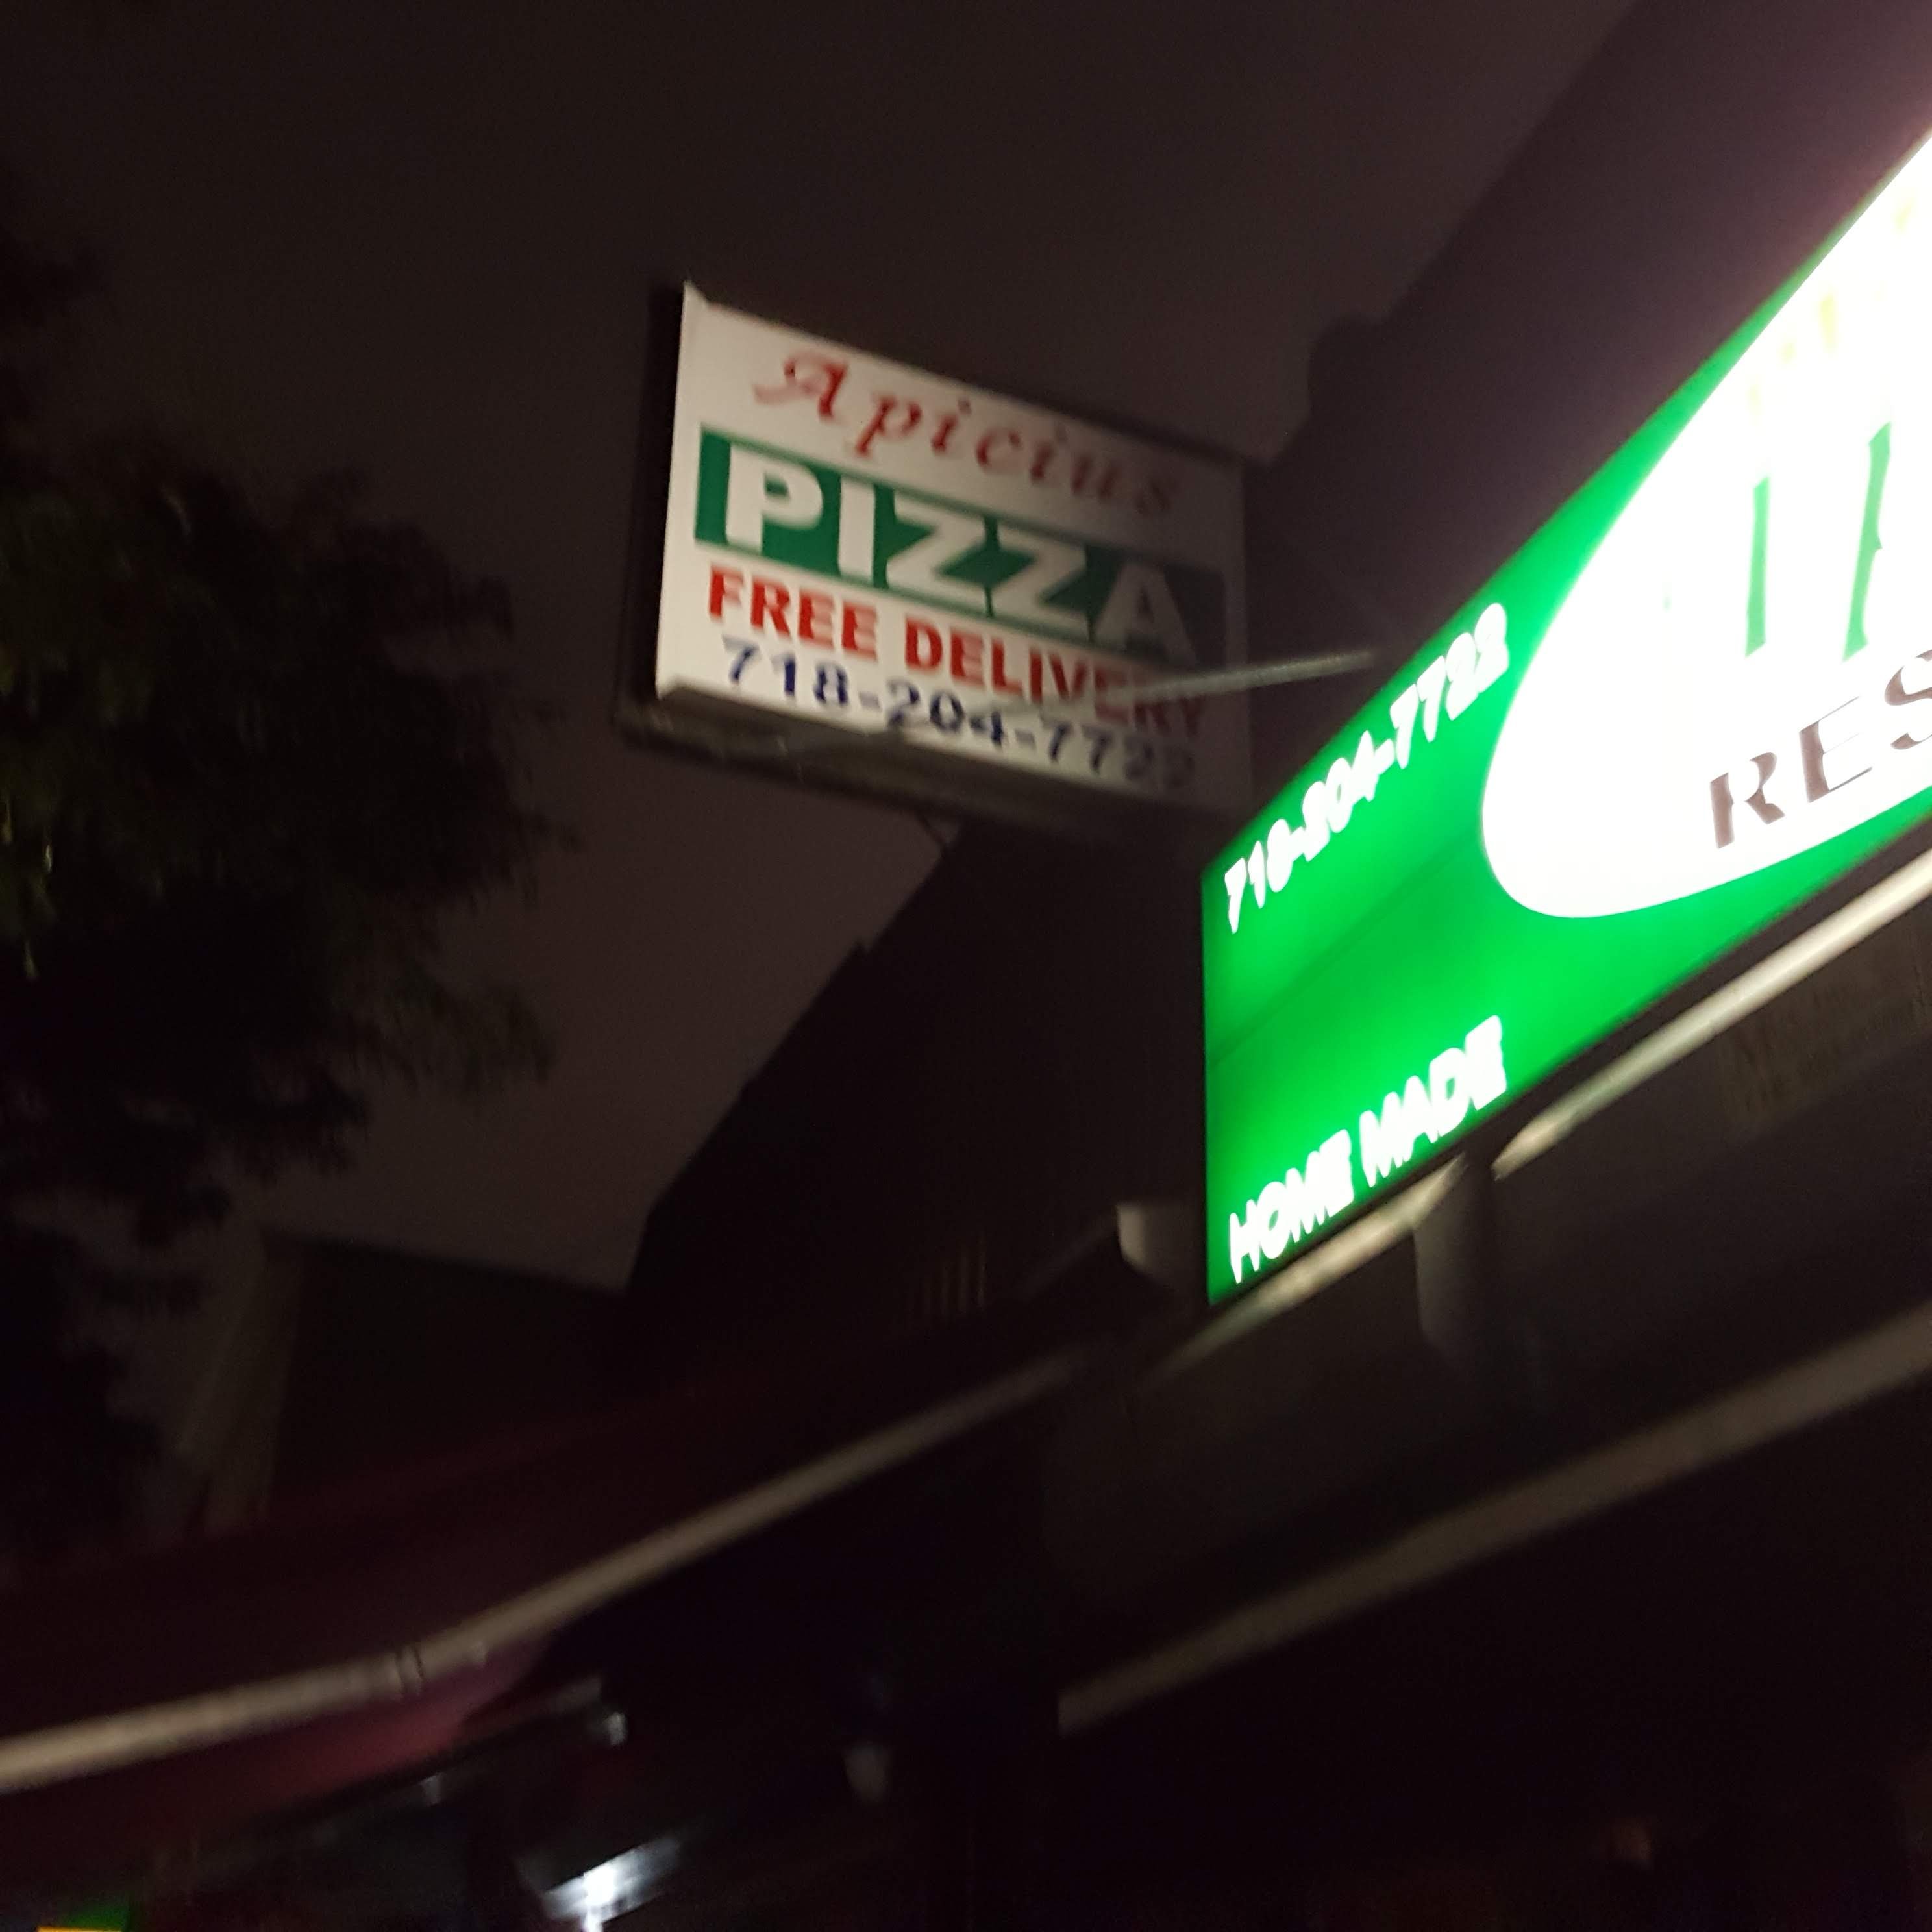 Apicius
PIZZA
FREE DELIVERY
718-204-7722
718-204-7722
RES
HOME MADE